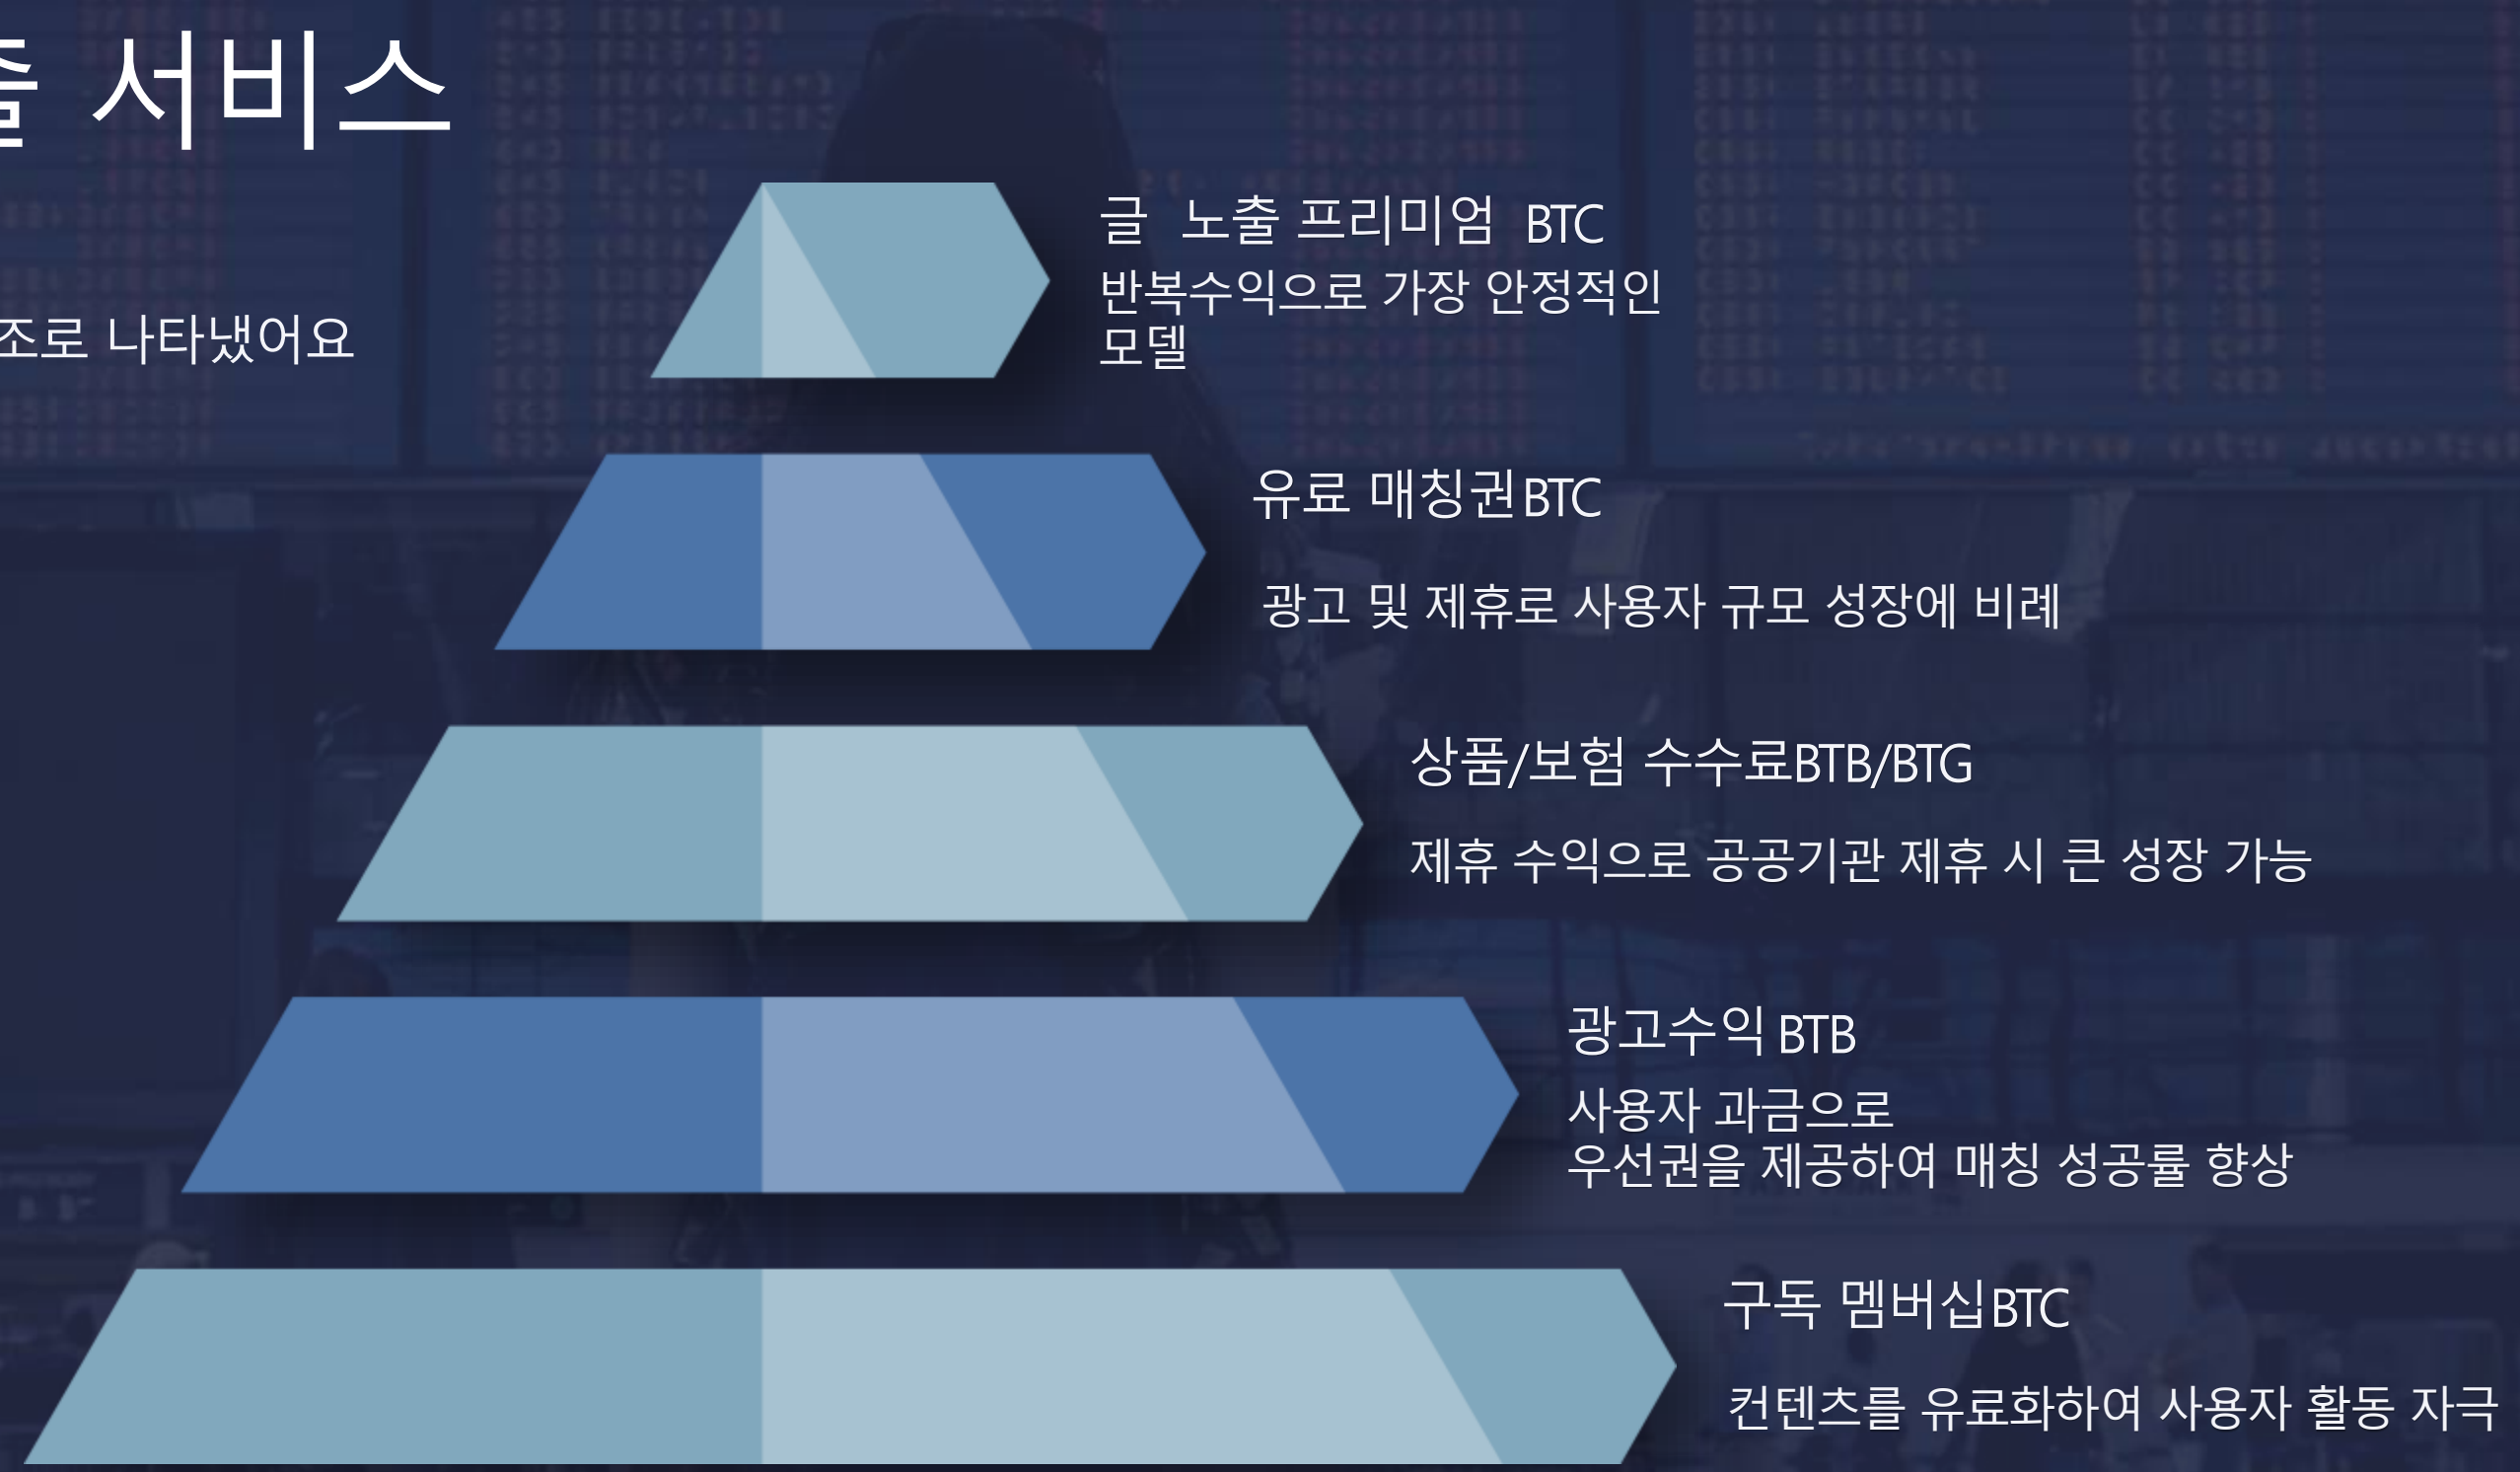 서비스
조로 나타냈어요
글 노출 프리미엄 BTC
반복수익으로 가장 안정적인
모델
유료 매칭권BTC
광고 및 제휴로 사용자 규모 성장에 비례
상품/보험 수수료BTB/BTG
제휴 수익으로 공공기관 제휴 시 큰 성장 가능
광고수익 BTB
사용자 과금으로
우선권을 제공하여 매칭 성공률 향상
구독 멤버십BTC
컨텐츠를 유료화하여 사용자 활동 자극